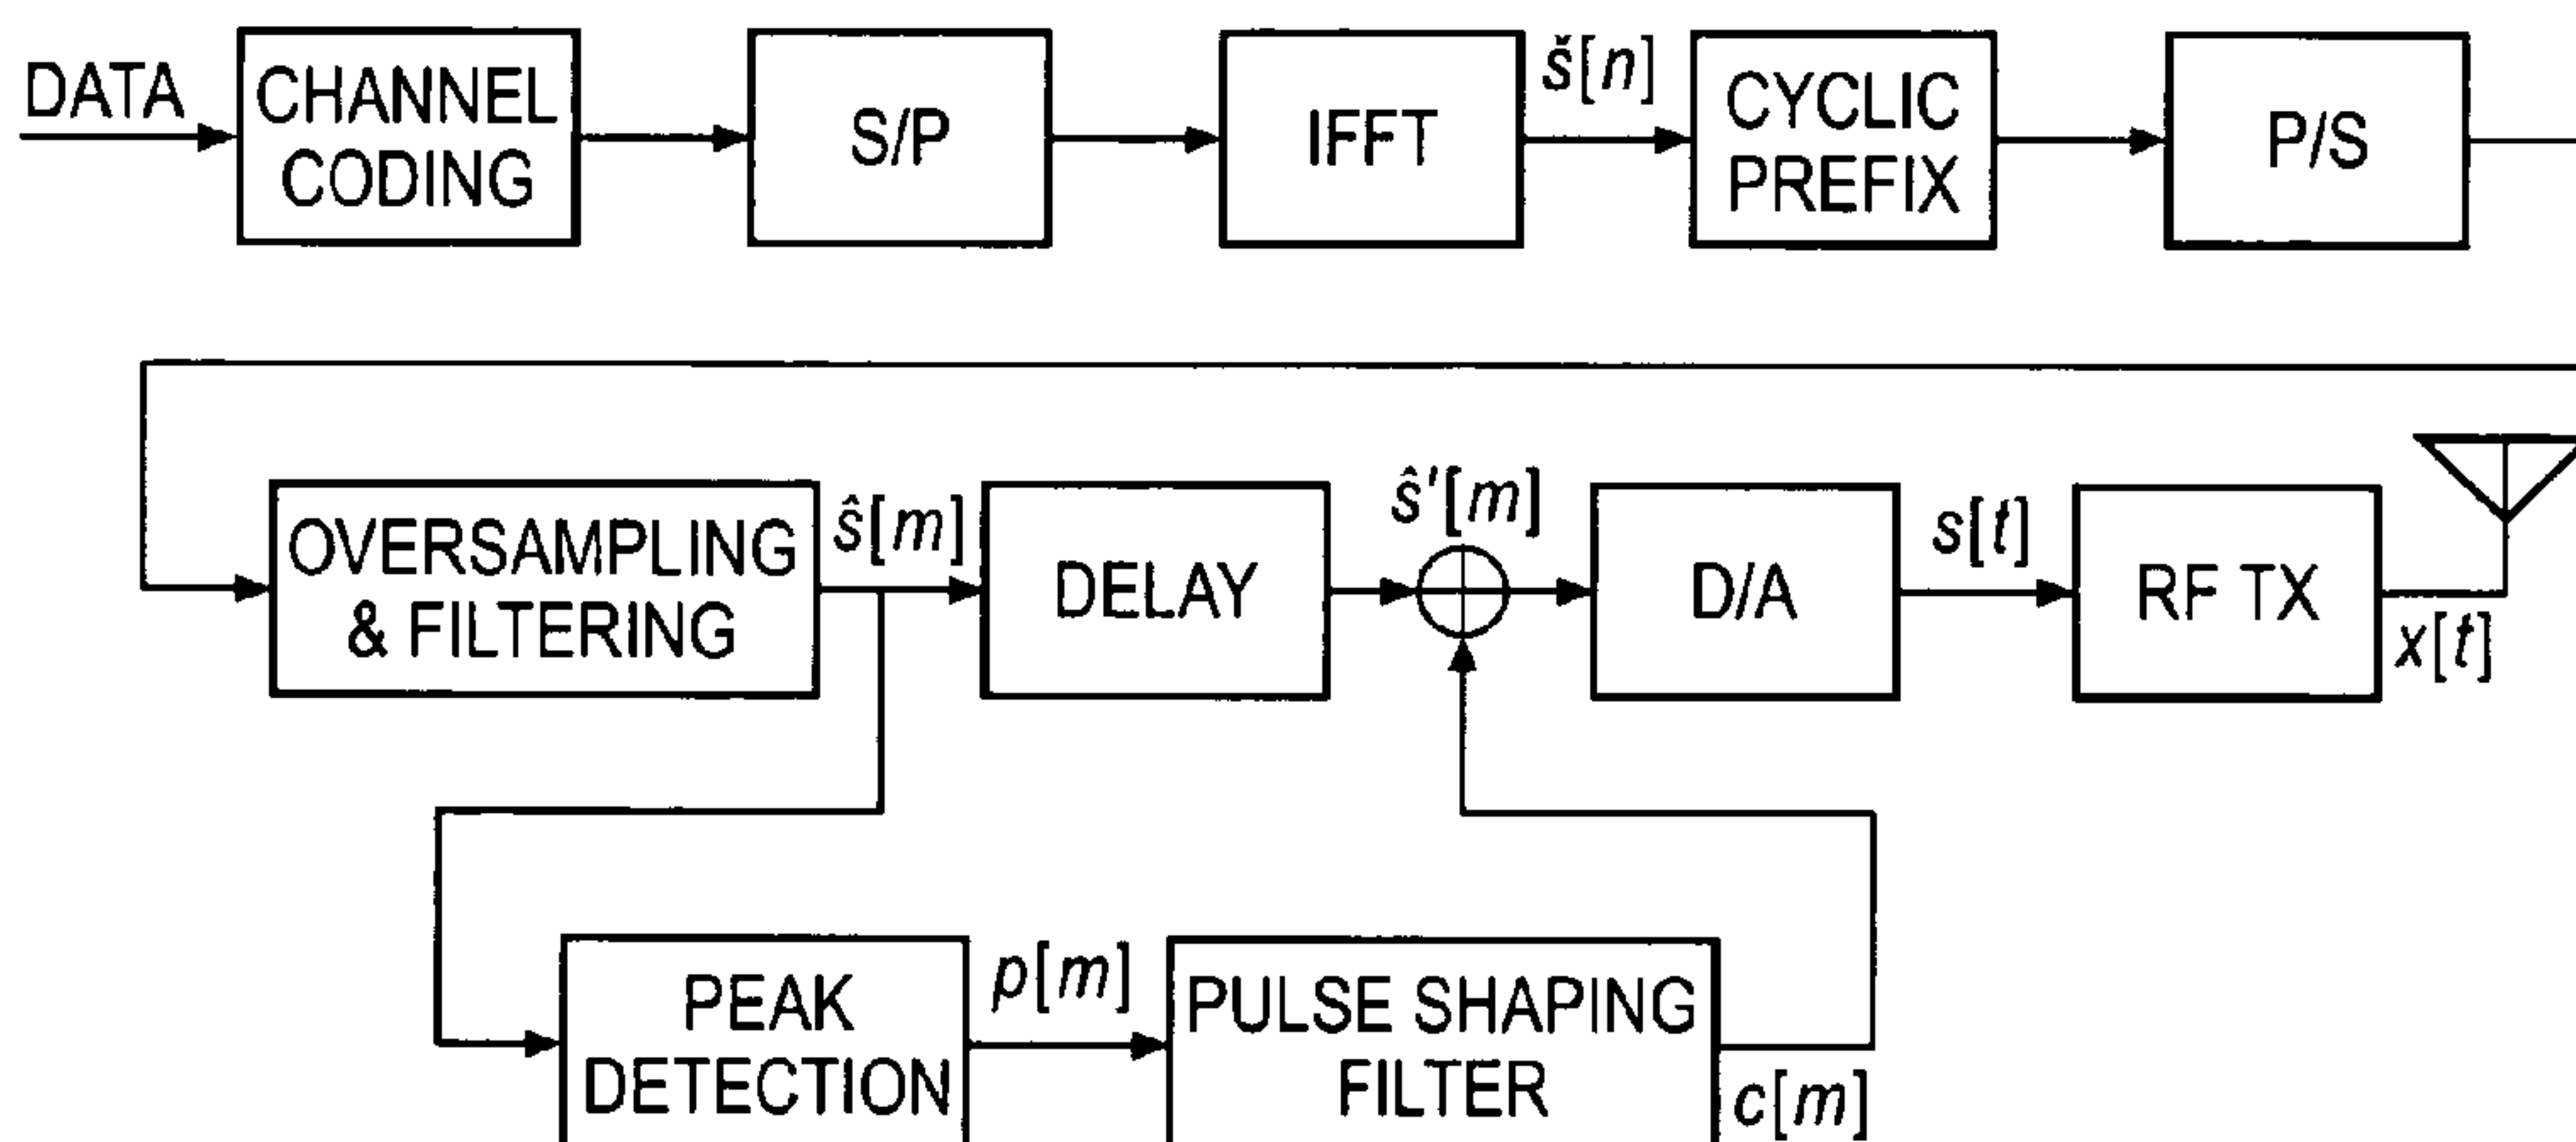 DATA
CHANNEL
CODING
S/P
IFFT
š[n]
CYCLIC
PREFIX
P/S
OVERSAMPLING
& FILTERING
ŝ[m]
DELAY
ŝ'[m]
D/A
s[t]
RF TX
x[t]
PEAK
DETECTION
p[m]
PULSE SHAPING
FILTER
c[m]